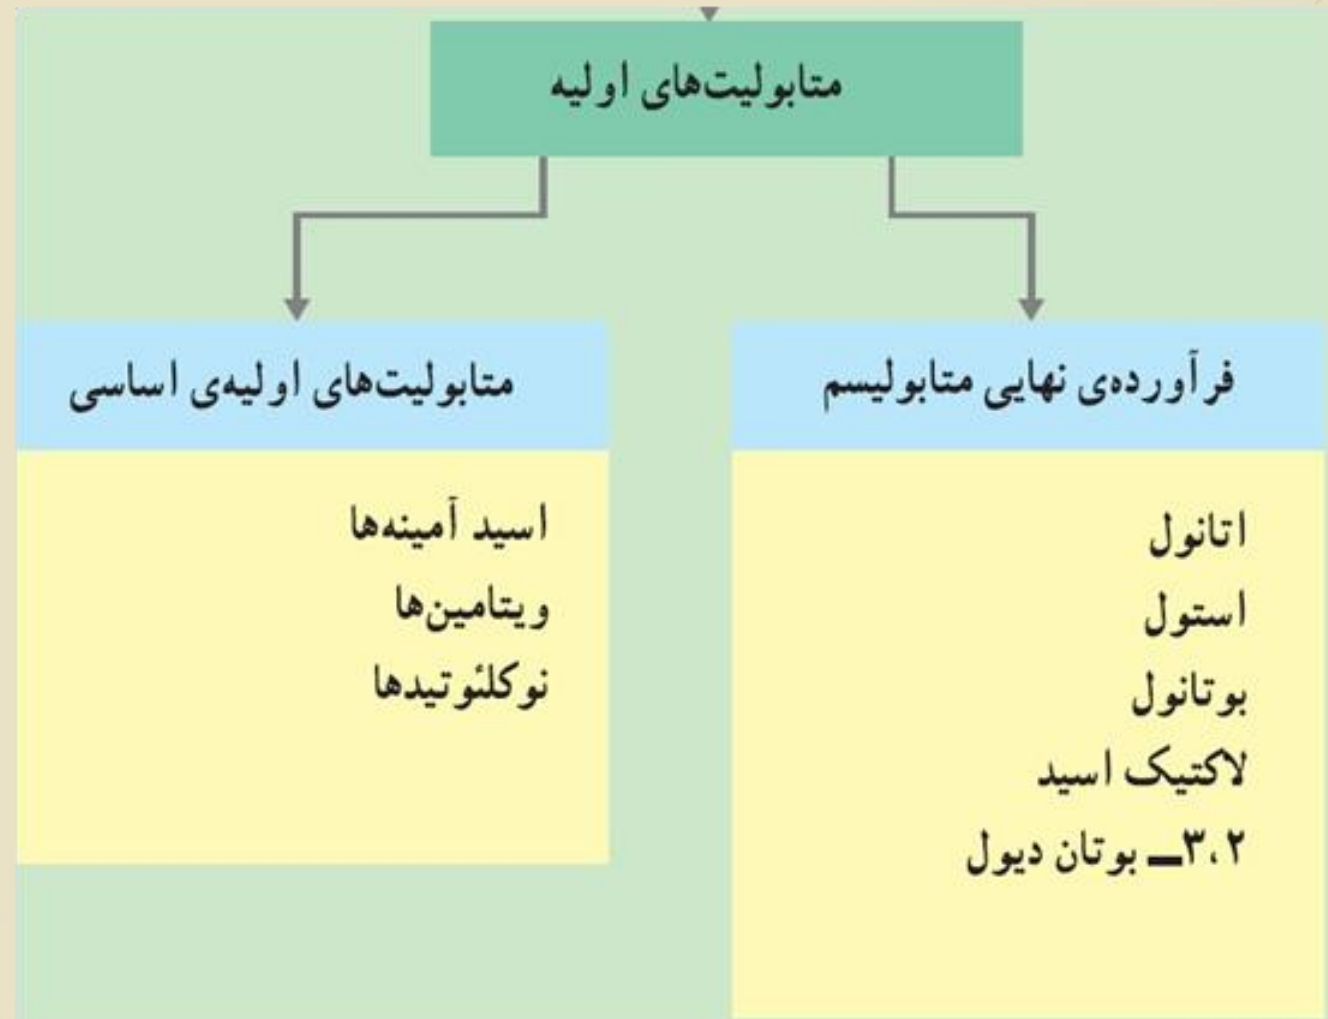 متابولیت‌های اولیه
فرآورده‌ی نهایی متابولیسم
اتانول
استول
بوتانول
لاکتیک اسید
۳،۲ــ بوتان دیول
متابولیت‌های اولیه‌ی اساسی
اسید آمینه‌ها
ویتامین‌ها
نوکلئوتیدها